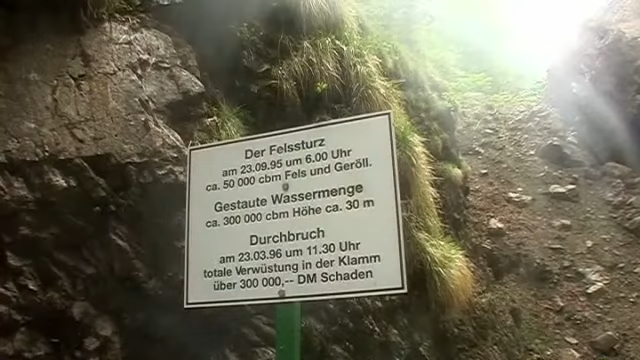 Der Felssturz
am 23.09.95 um 6.00 Uhr
ca. 50 000 cbm Fels und Geröll.
Gestaute Wassermenge
ca. 300 000 cbm Höhe ca. 30 m
Durchbruch
am 23.03.96 um 11.30 Uhr
totale Verwüstung in der Klamm
über 300 000,-- DM Schaden